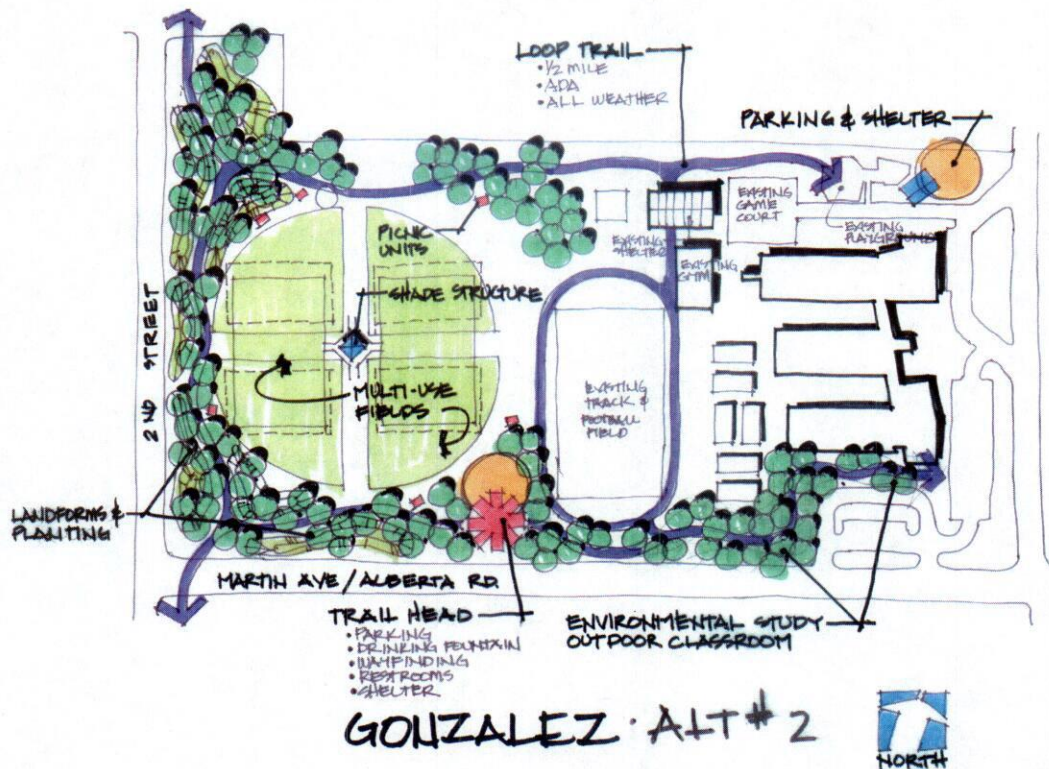 LOOP TRAIL
• 1/2 MILE
• ADA
• ALL WEATHER
PARKING & SHELTER
EXISTING
GAME
COURT
EXISTING
PLAYGROUND
PICNIC
UNITS
EXISTING
SHELTER
EXISTING
GYM
SHADE STRUCTURE
2ND STREET
MULTI-USE
FIELDS
EXISTING
TRACK &
FOOTBALL
FIELD
LANDFORMS &
PLANTING
MARTIN AVE/ALBERTA RD.
TRAIL HEAD
• PARKING
• DRINKING FOUNTAIN
• WAYFINDING
• RESTROOMS
• SHELTER
ENVIRONMENTAL STUDY
OUTDOOR CLASSROOM
GONZALEZ · ALT # 2
NORTH